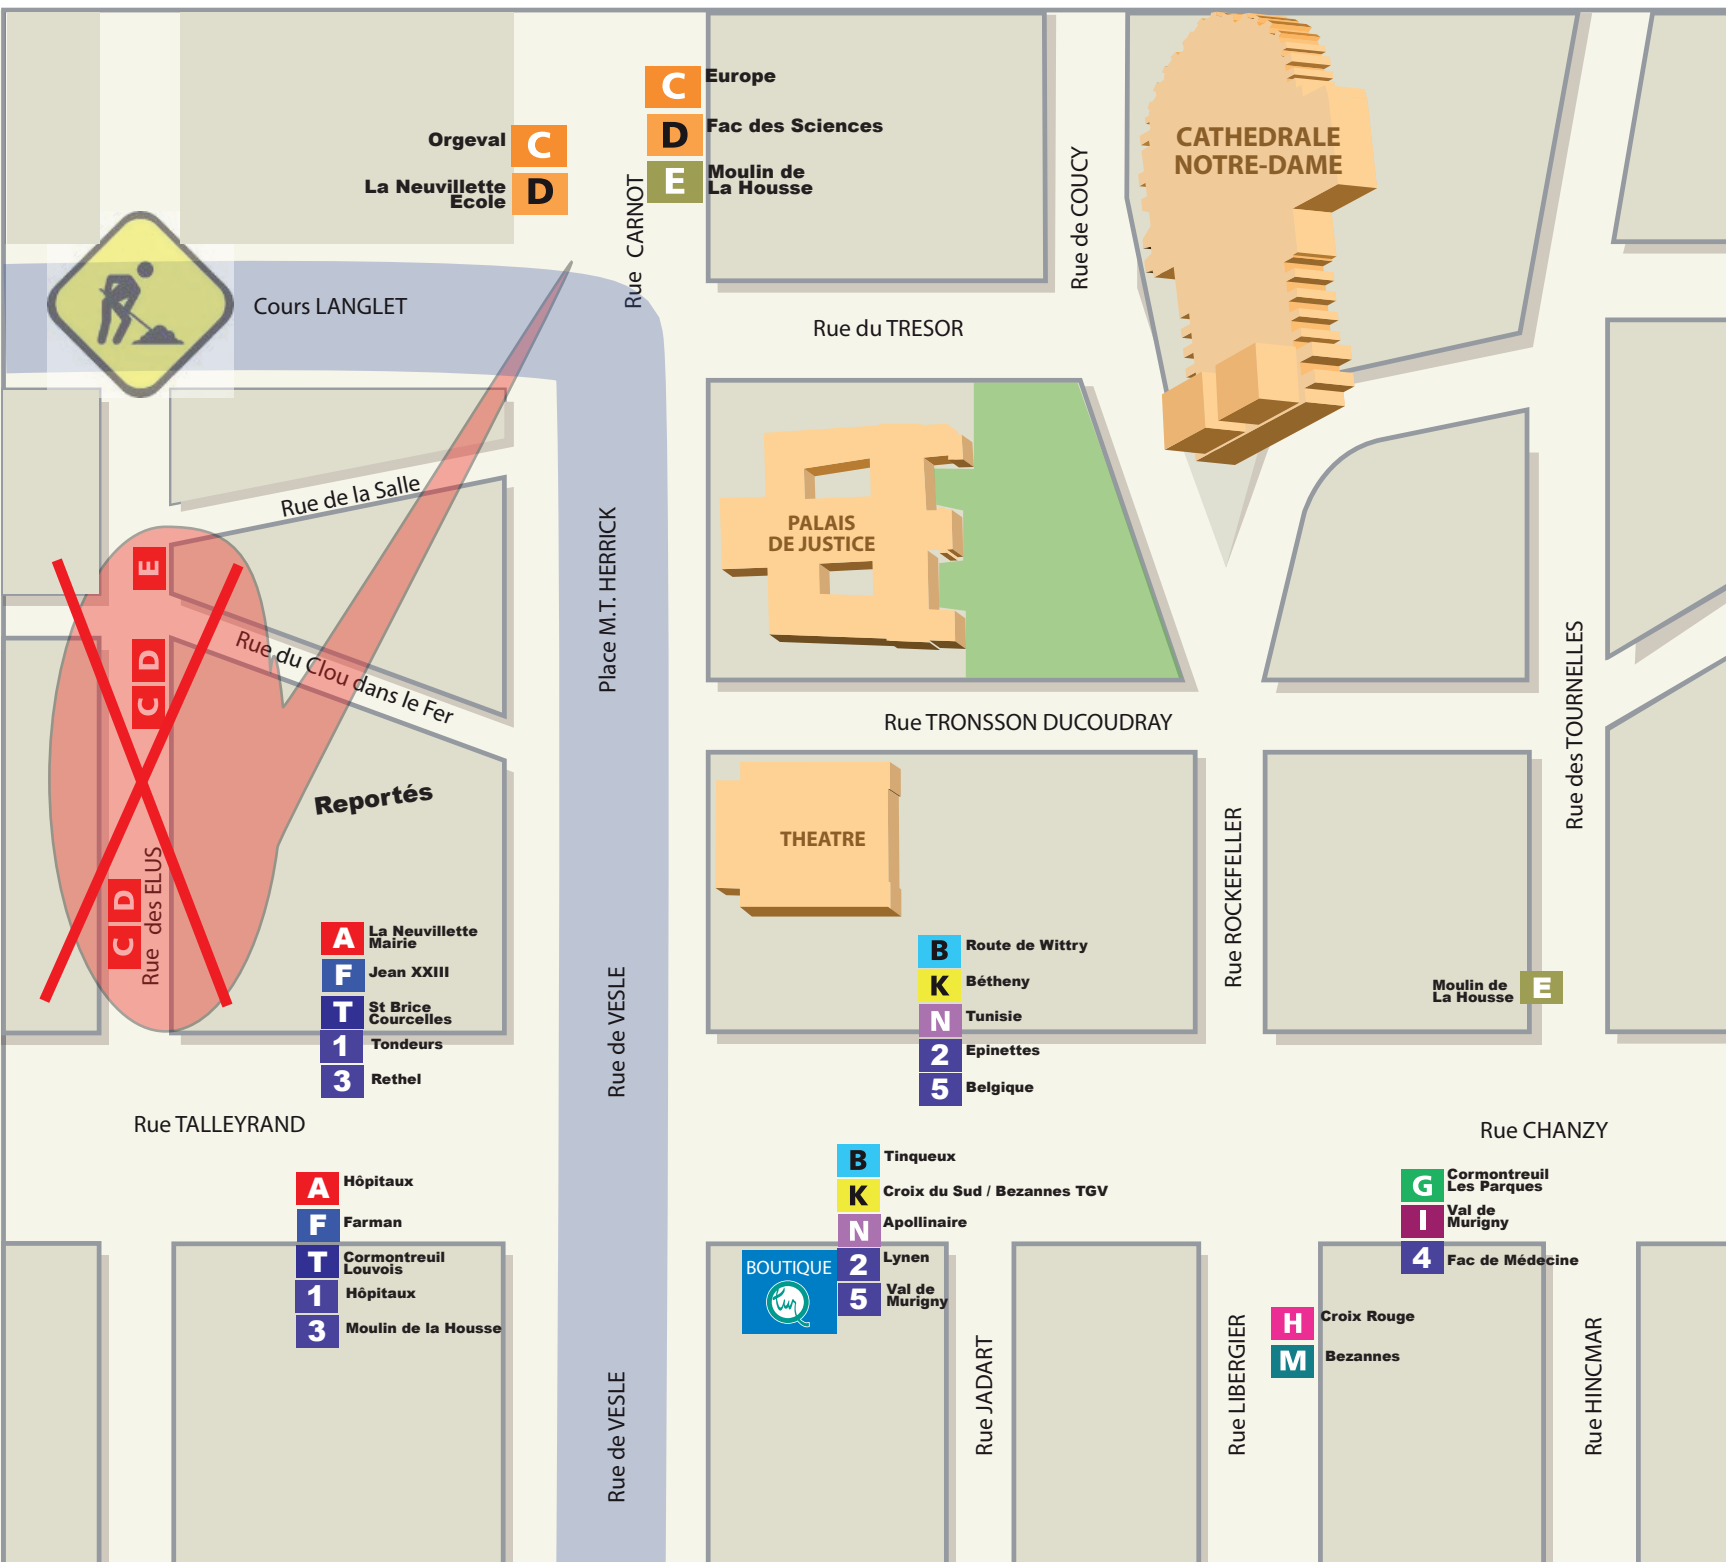 C Europe
D Fac des Sciences
E Moulin de
La Housse
Orgeval C
La Neuvillette
Ecole D
Rue CARNOT
Rue de COUCY
CATHEDRALE
NOTRE-DAME
Cours LANGLET
Rue du TRESOR
Rue de la Salle
PALAIS
DE JUSTICE
Place M.T. HERRICK
E
D
C
Rue du Clou dans le Fer
Rue TRONSSON DUCOUDRAY
Rue des TOURNELLES
Reportés
THEATRE
Rue ROCKEFELLER
D
C
Rue des ELUS
A La Neuvillette
Mairie
F Jean XXIII
T St Brice
Courcelles
1 Tondeurs
3 Rethel
Rue de VESLE
B Route de Wittry
K Bétheny
N Tunisie
2 Epinettes
5 Belgique
Moulin de
La Housse E
Rue TALLEYRAND
Rue CHANZY
A Hôpitaux
F Farman
T Cormontreuil
Louvois
1 Hôpitaux
3 Moulin de la Housse
B Tinqueux
K Croix du Sud / Bezannes TGV
N Apollinaire
2 Lynen
5 Val de
Murigny
BOUTIQUE
tur
G Cormontreuil
Les Parques
I Val de
Murigny
4 Fac de Médecine
H Croix Rouge
M Bezannes
Rue de VESLE
Rue JADART
Rue LIBERGIER
Rue HINCMAR